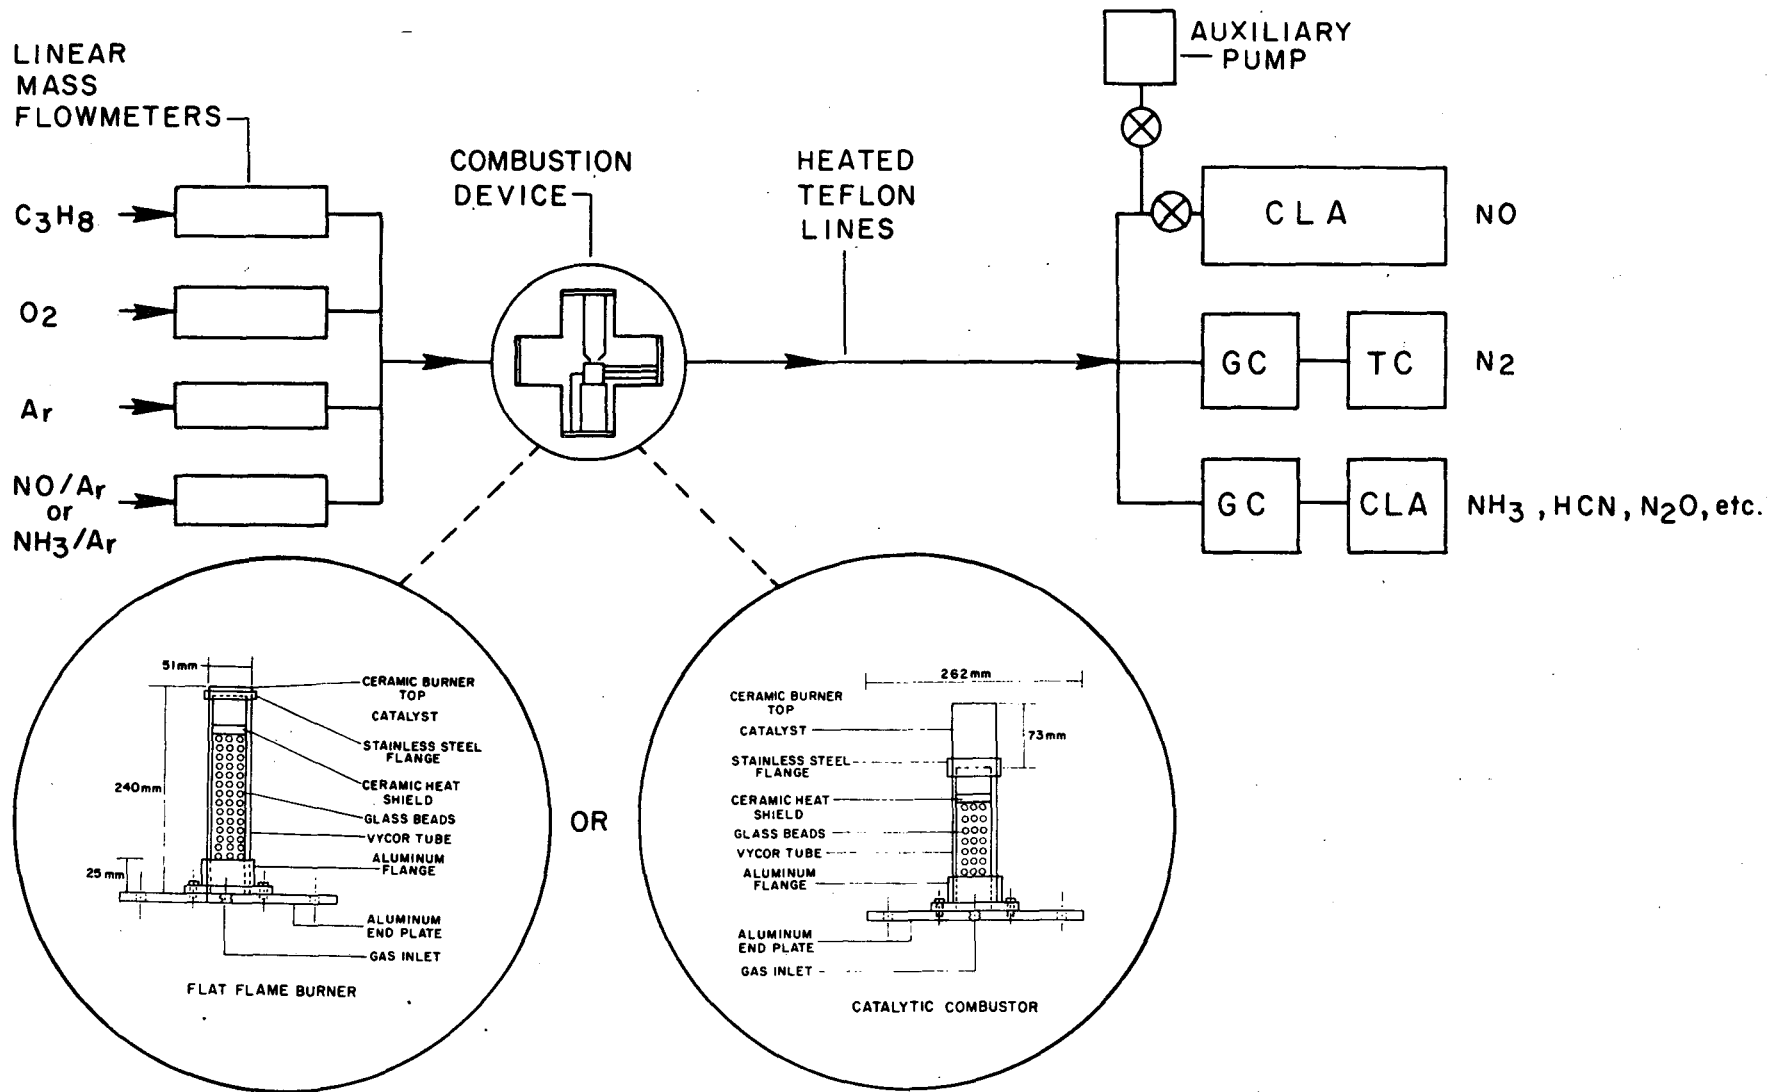 LINEAR
MASS
FLOWMETERS
C3H8
O2
Ar
NO/Ar
or
NH3/Ar
COMBUSTION
DEVICE
HEATED
TEFLON
LINES
AUXILIARY
PUMP
CLA
NO
GC
TC
N2
GC
CLA
NH3, HCN, N2O, etc.
51mm
240mm
25mm
CERAMIC BURNER
TOP
CATALYST
STAINLESS STEEL
FLANGE
CERAMIC HEAT
SHIELD
GLASS BEADS
VYCOR TUBE
ALUMINUM
FLANGE
ALUMINUM
END PLATE
GAS INLET
FLAT FLAME BURNER
OR
262mm
73mm
CERAMIC BURNER
TOP
CATALYST
STAINLESS STEEL
FLANGE
CERAMIC HEAT
SHIELD
GLASS BEADS
VYCOR TUBE
ALUMINUM
FLANGE
ALUMINUM
END PLATE
GAS INLET
CATALYTIC COMBUSTOR